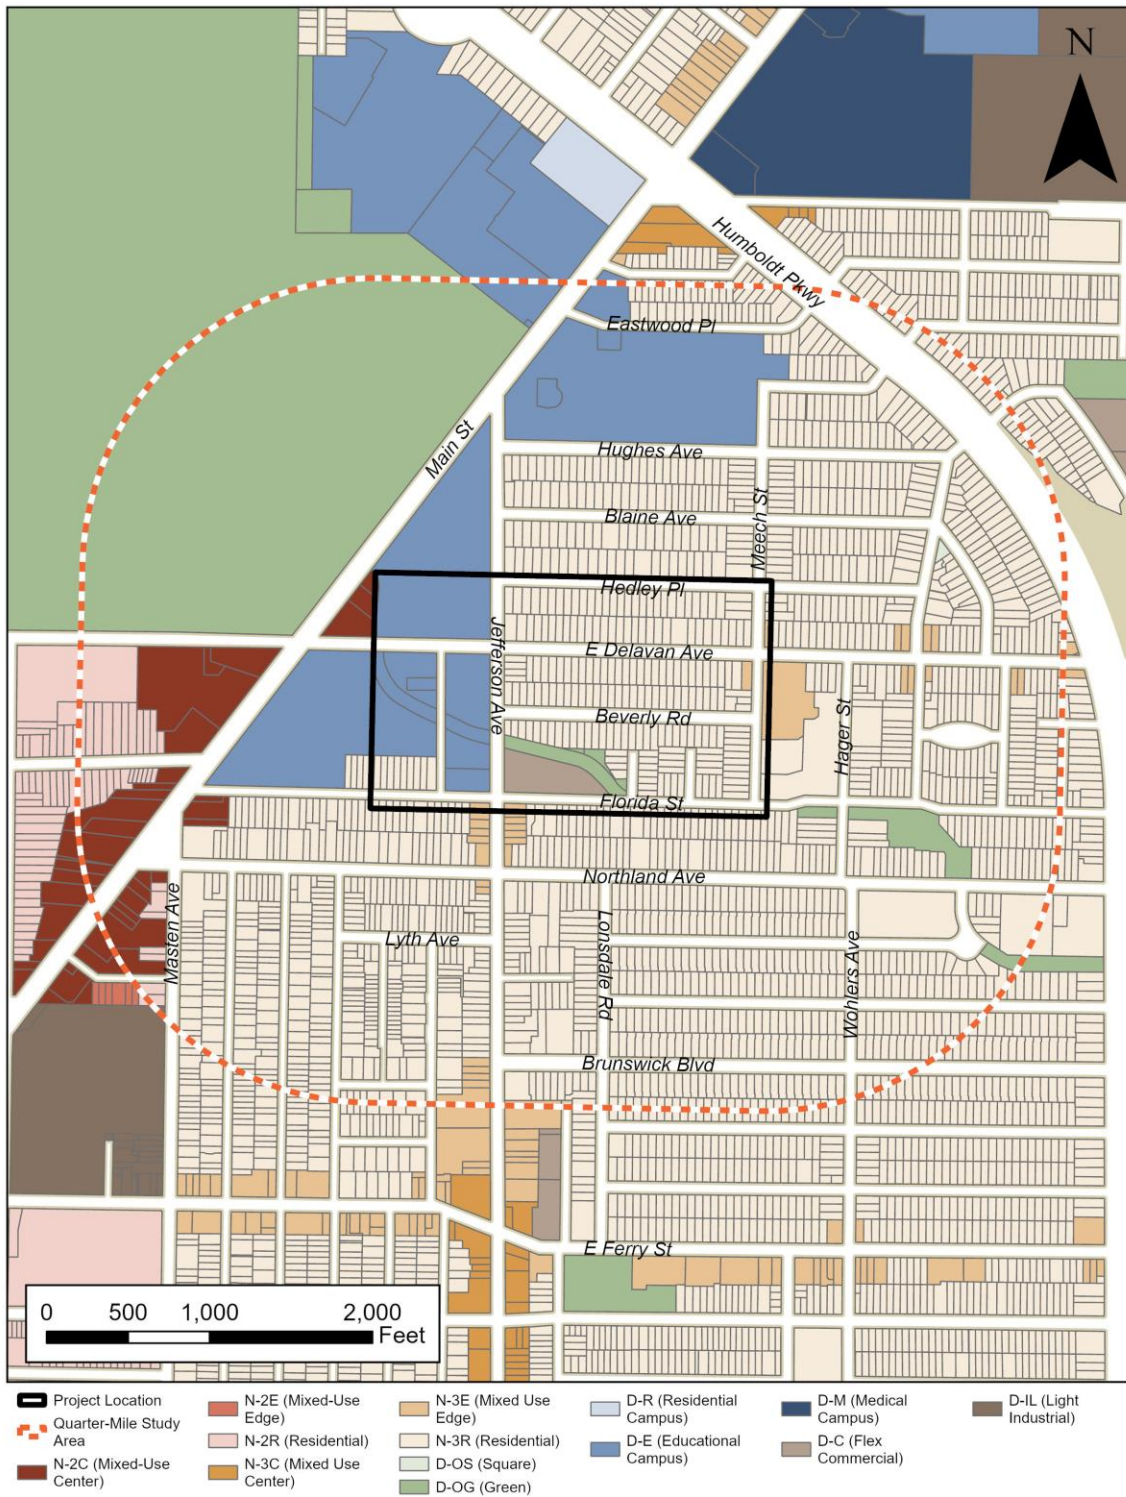 N
Humboldt Pkwy
Eastwood Pl
Main St
Hughes Ave
Meech St
Blaine Ave
Hedley Pl
Jefferson Ave
E Delavan Ave
Beverly Rd
Hager St
Florida St
Northland Ave
Masten Ave
Lyth Ave
Lonsdale Rd
Wohlers Ave
Brunswick Blvd
E Ferry St
0 500 1,000 2,000
Feet
Project Location
Quarter-Mile Study
Area
N-2C (Mixed-Use
Center)
N-2E (Mixed-Use
Edge)
N-2R (Residential)
N-3C (Mixed Use
Center)
N-3E (Mixed Use
Edge)
N-3R (Residential)
D-OS (Square)
D-OG (Green)
D-R (Residential
Campus)
D-E (Educational
Campus)
D-M (Medical
Campus)
D-C (Flex
Commercial)
D-IL (Light
Industrial)